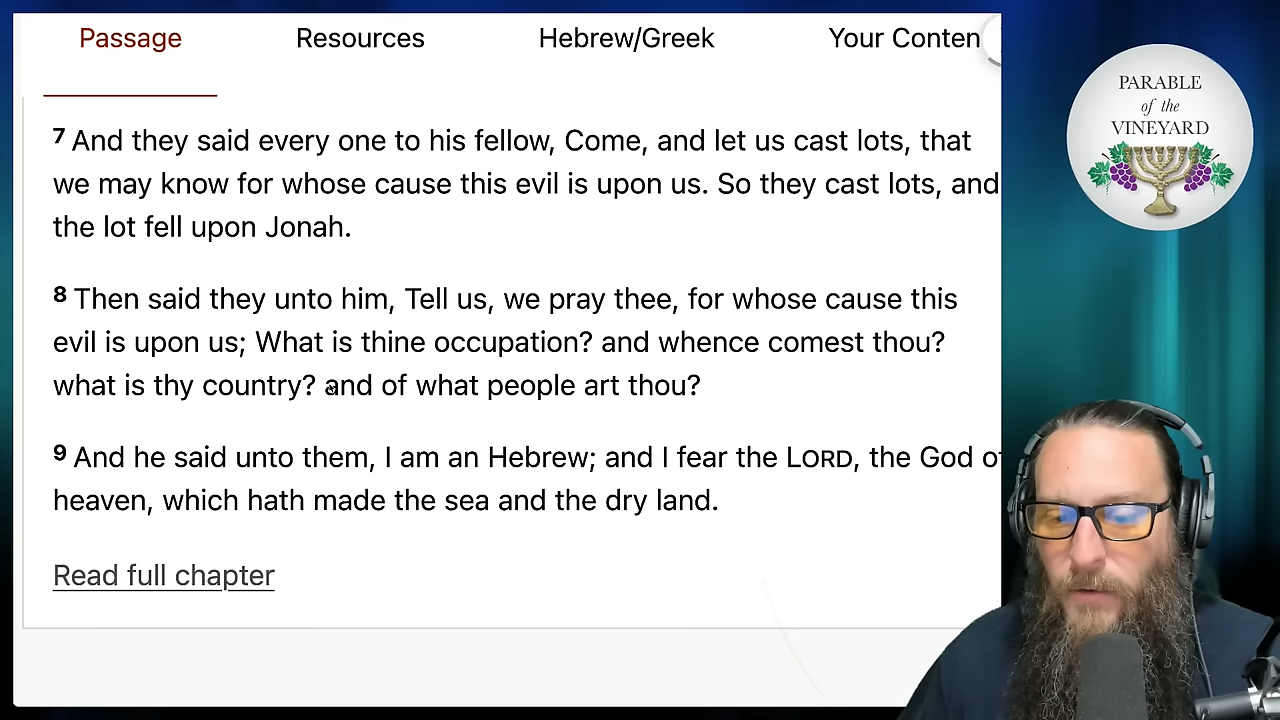 Passage Resources Hebrew/Greek Your Conten
PARABLE
of the
VINEYARD
7 And they said every one to his fellow, Come, and let us cast lots, that
we may know for whose cause this evil is upon us. So they cast lots, and
the lot fell upon Jonah.
8 Then said they unto him, Tell us, we pray thee, for whose cause this
evil is upon us; What is thine occupation? and whence comest thou?
what is thy country? and of what people art thou?
9 And he said unto them, I am an Hebrew; and I fear the LORD, the God of
heaven, which hath made the sea and the dry land.
Read full chapter